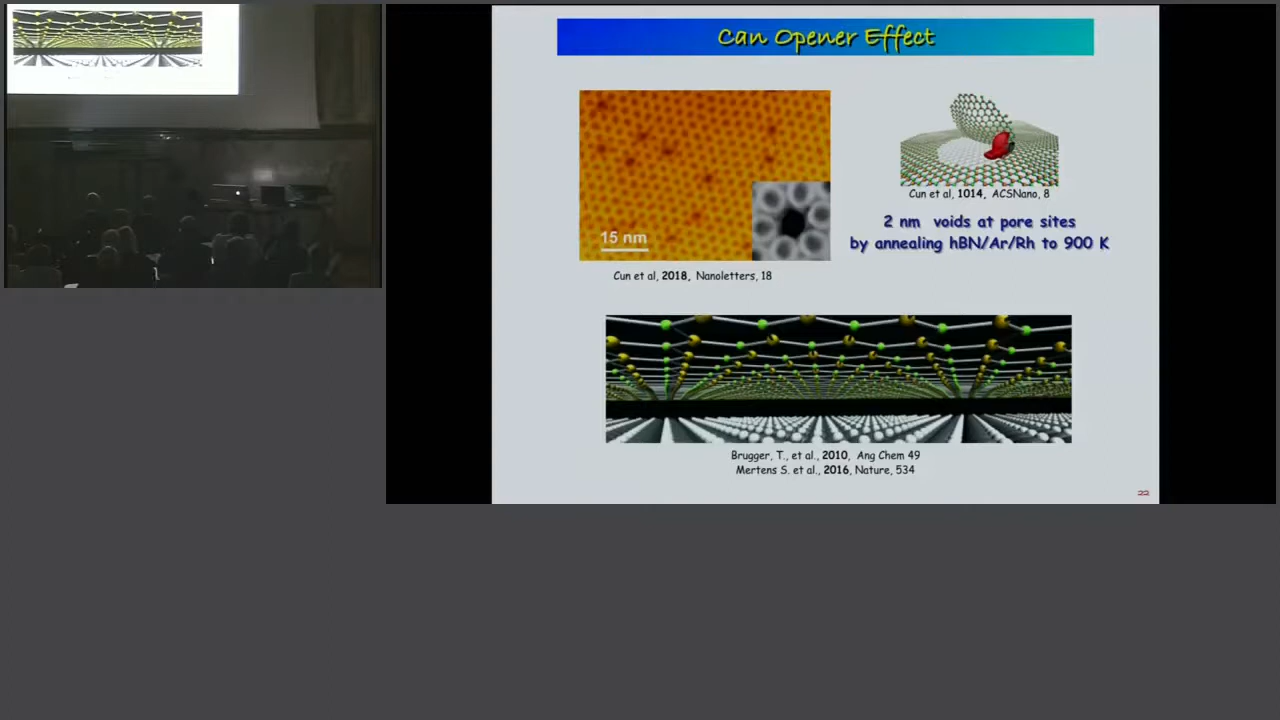 Can Opener Effect
15 nm
Cun et al, 2018, Nanoletters, 18
Cun et al, 1014, ACSNano, 8
2 nm voids at pore sites
by annealing hBN/Ar/Rh to 900 K
Brugger, T., et al., 2010, Ang Chem 49
Mertens S. et al., 2016, Nature, 534
22